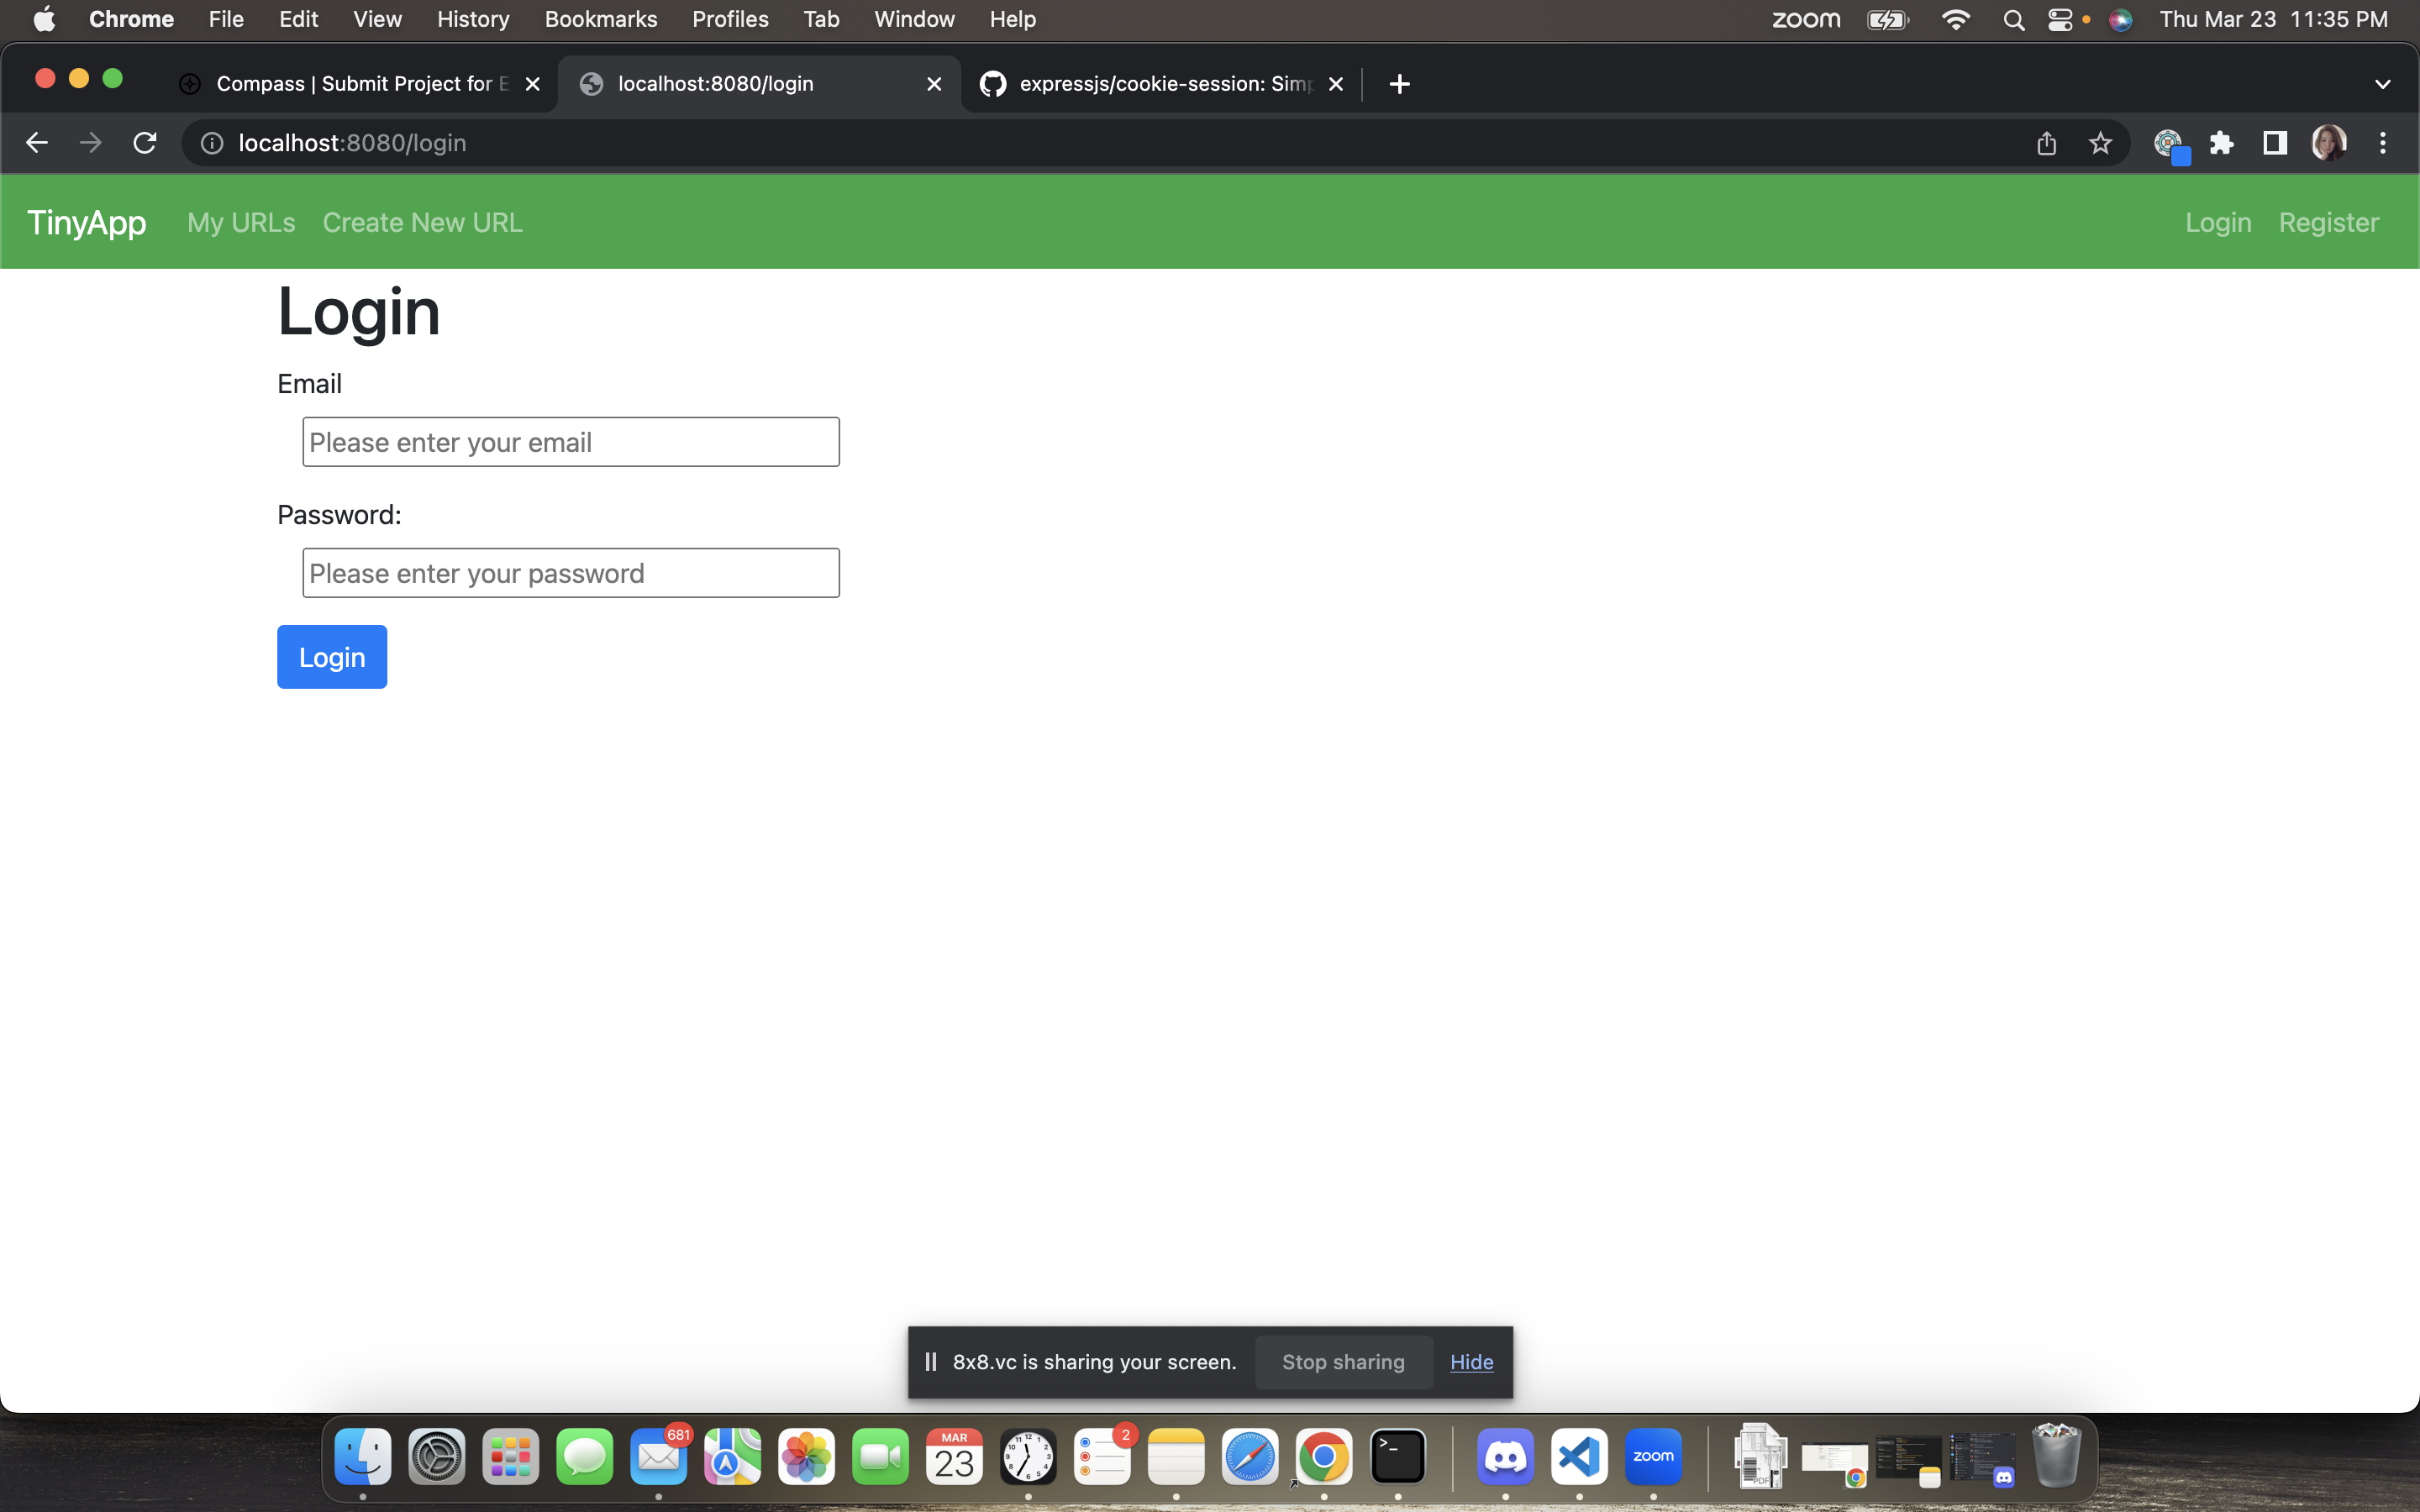 Chrome File Edit View History Bookmarks Profiles Tab Window Help zoom Thu Mar 23 11:35 PM
Compass | Submit Project for E localhost:8080/login expressjs/cookie-session: Simp
localhost:8080/login
TinyApp My URLs Create New URL Login Register
Login
Email
Please enter your email
Password:
Please enter your password
Login
8x8.vc is sharing your screen. Stop sharing Hide
681 MAR 23 2 zoom PDF